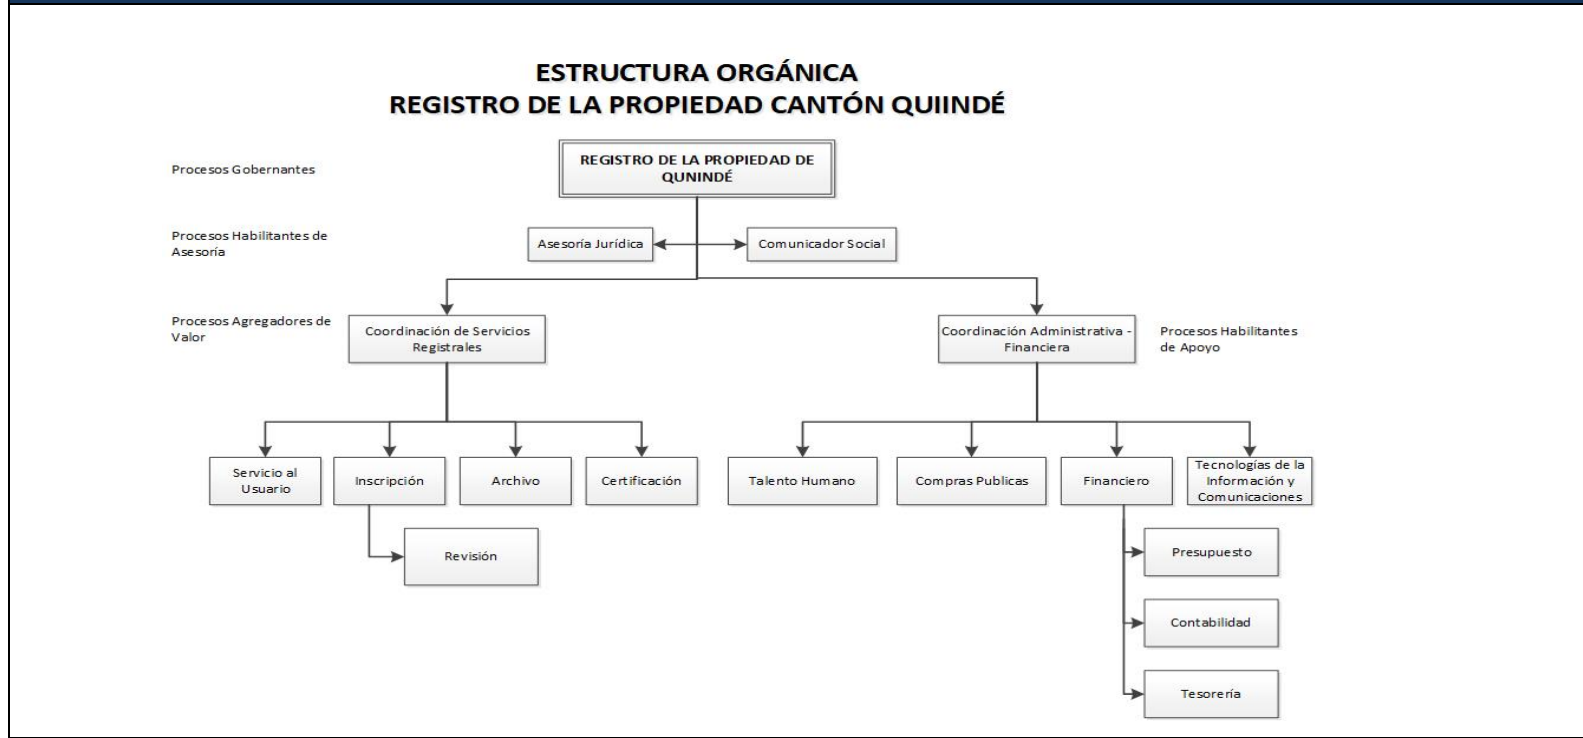 ESTRUCTURA ORGÁNICA
REGISTRO DE LA PROPIEDAD CANTÓN QUIINDÉ
Procesos Gobernantes
REGISTRO DE LA PROPIEDAD DE
QUNINDÉ
Procesos Habilitantes de
Asesoría
Asesoría Jurídica
Comunicador Social
Procesos Agregadores de
Valor
Coordinación de Servicios
Registrales
Coordinación Administrativa -
Financiera
Procesos Habilitantes
de Apoyo
Servicio al
Usuario
Inscripción
Archivo
Certificación
Talento Humano
Compras Publicas
Financiero
Tecnologías de la
Información y
Comunicaciones
Revisión
Presupuesto
Contabilidad
Tesorería